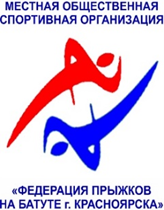 МЕСТНАЯ ОБЩЕСТВЕННАЯ
СПОРТИВНАЯ ОРГАНИЗАЦИЯ
«ФЕДЕРАЦИЯ ПРЫЖКОВ
НА БАТУТЕ г. КРАСНОЯРСКА»